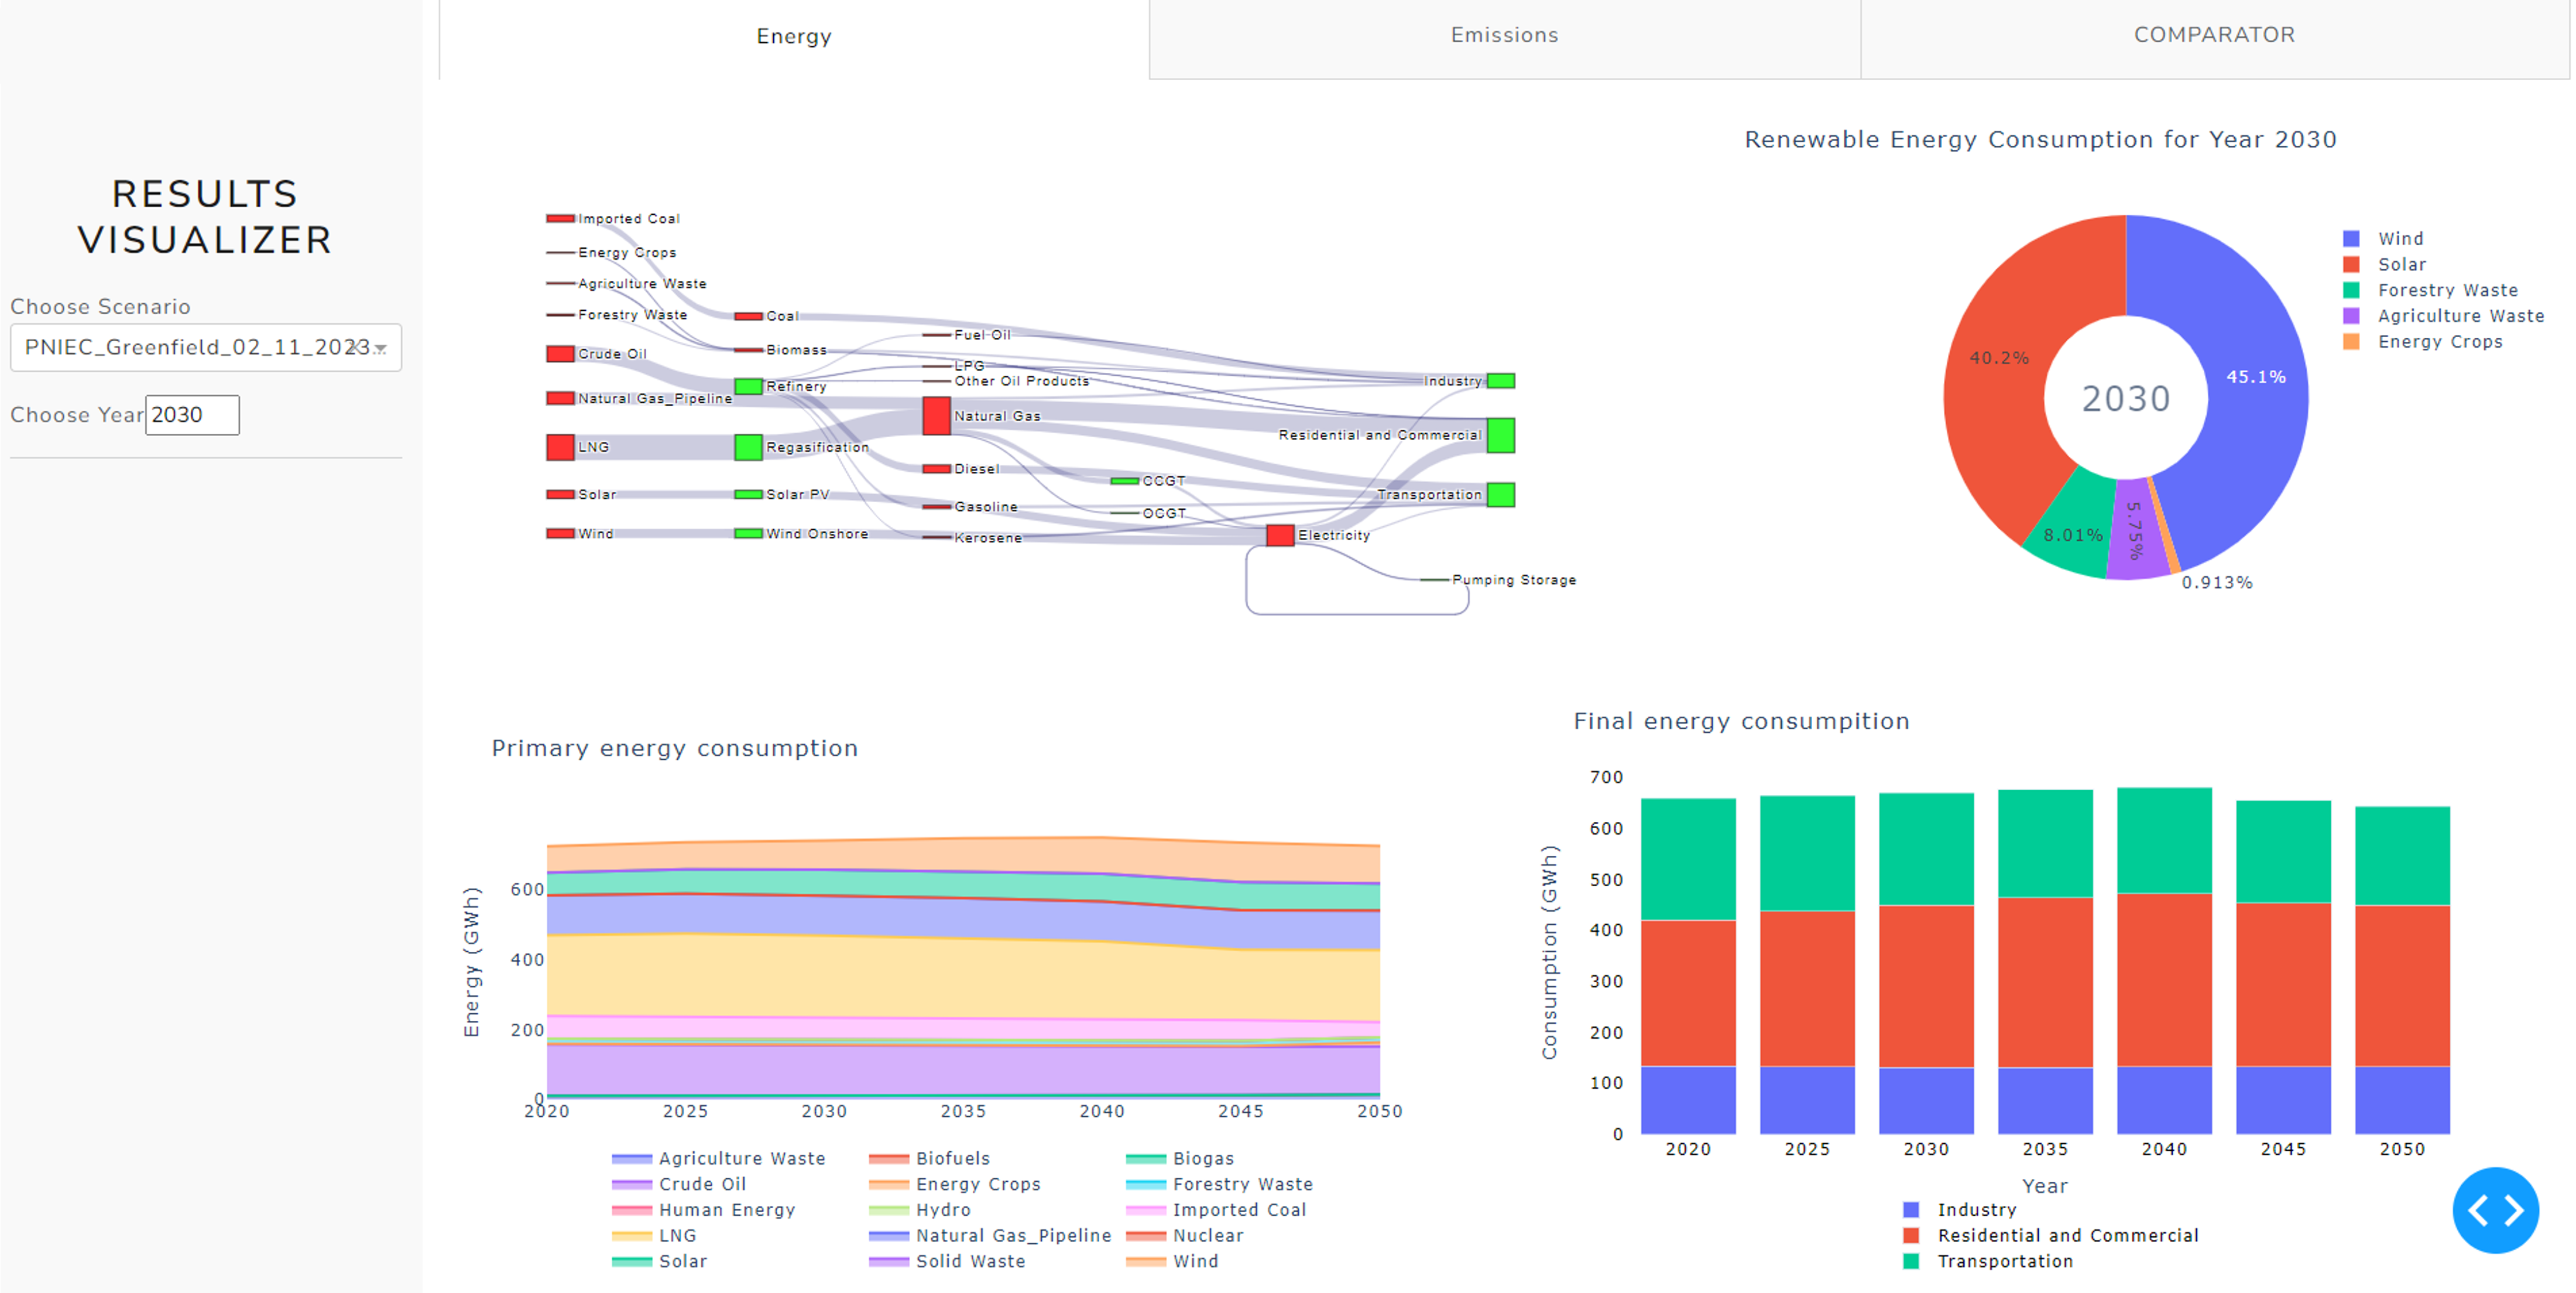 Energy
Emissions
COMPARATOR
RESULTS
VISUALIZER
Choose Scenario
PNIEC_Greenfield_02_11_2023...
Choose Year 2030
Imported Coal
Energy Crops
Agriculture Waste
Forestry Waste
Crude Oil
Natural Gas_Pipeline
LNG
Solar
Wind
Coal
Biomass
Refinery
Regasification
Solar PV
Wind Onshore
Fuel Oil
LPG
Other Oil Products
Natural Gas
Diesel
Gasoline
Kerosene
CCGT
OCGT
Electricity
Industry
Residential and Commercial
Transportation
Pumping Storage
Renewable Energy Consumption for Year 2030
40.2%
45.1%
2030
8.01%
5.75%
0.913%
Wind
Solar
Forestry Waste
Agriculture Waste
Energy Crops
Primary energy consumption
Energy (GWh)
600
400
200
0
2020 2025 2030 2035 2040 2045 2050
Agriculture Waste Biofuels Biogas
Crude Oil Energy Crops Forestry Waste
Human Energy Hydro Imported Coal
LNG Natural Gas_Pipeline Nuclear
Solar Solid Waste Wind
Final energy consumpition
Consumption (GWh)
700
600
500
400
300
200
100
0
2020 2025 2030 2035 2040 2045 2050
Year
Industry
Residential and Commercial
Transportation